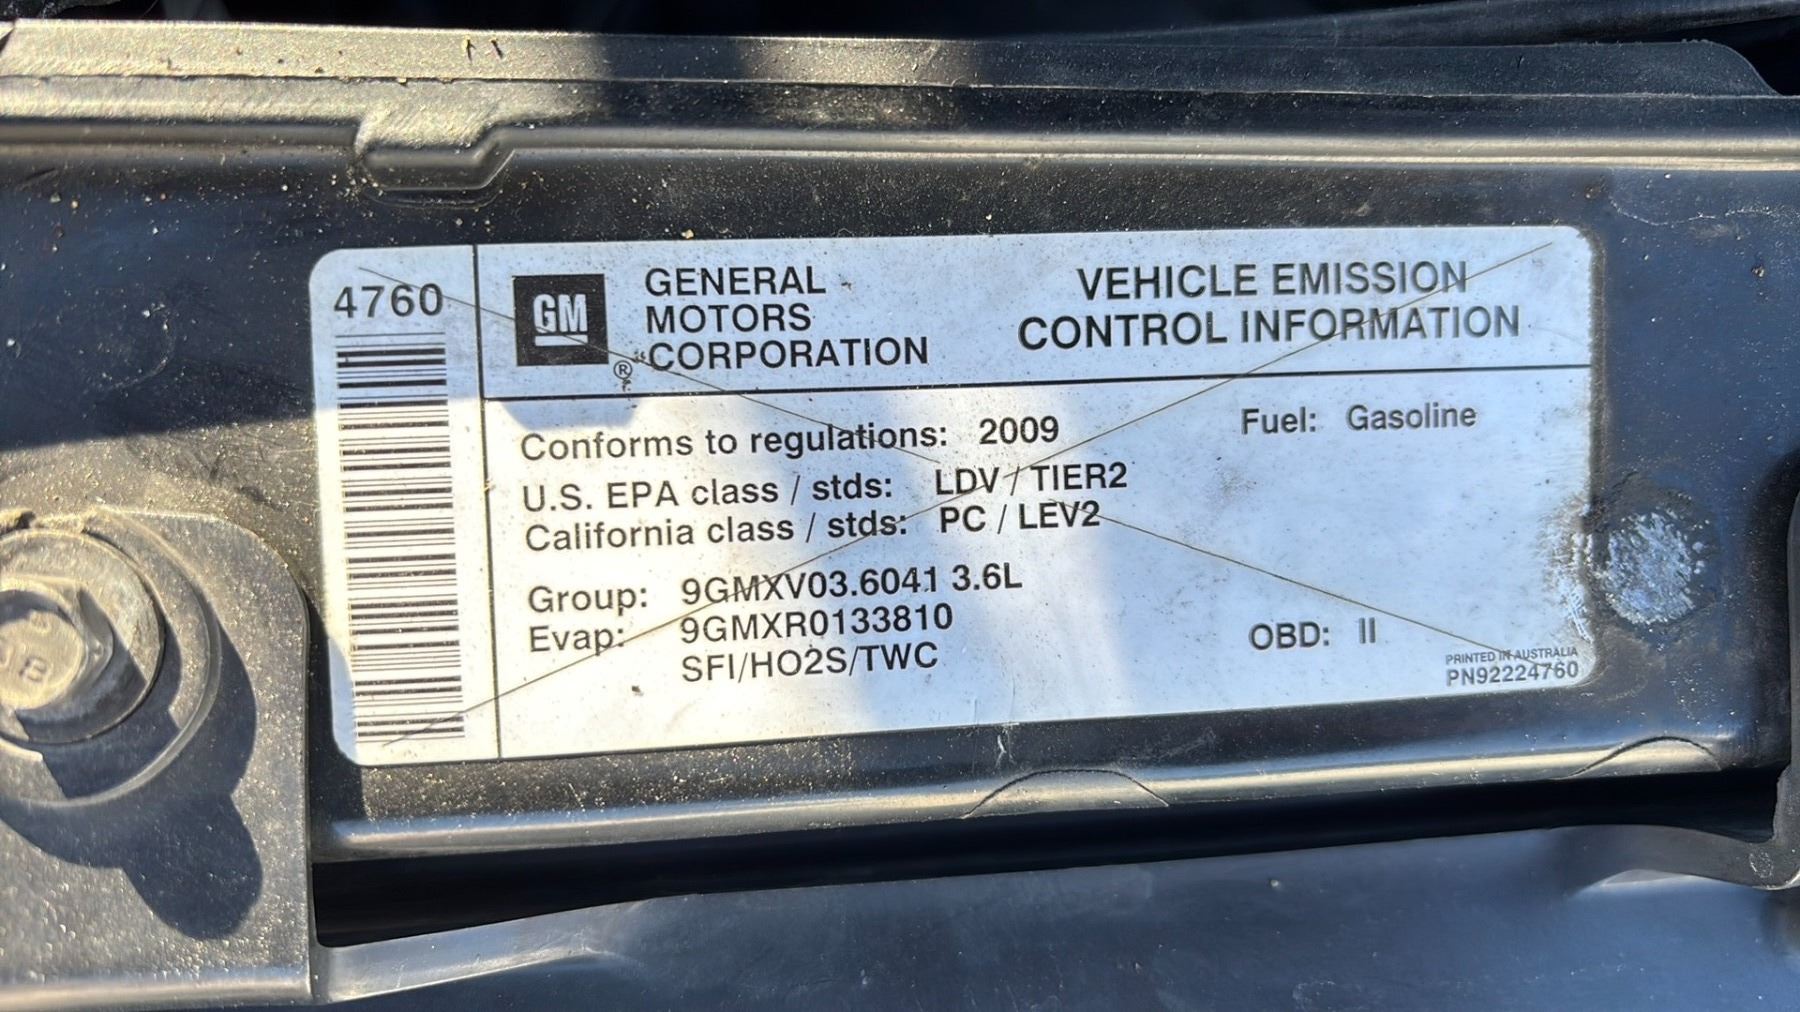 4760
GM
®
GENERAL
MOTORS
CORPORATION
VEHICLE EMISSION
CONTROL INFORMATION
Conforms to regulations: 2009
Fuel: Gasoline
U.S. EPA class / stds: LDV / TIER2
California class / stds: PC / LEV2
Group: 9GMXV03.6041 3.6L
Evap: 9GMXR0133810
SFI/HO2S/TWC
OBD: II
PRINTED IN AUSTRALIA
PN92224760